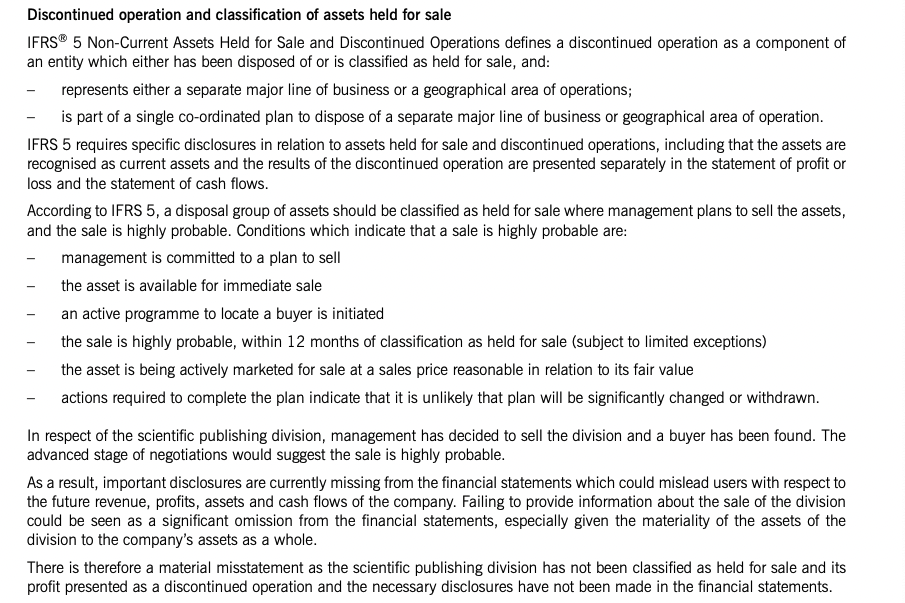 Discontinued operation and classification of assets held for sale
IFRS® 5 Non-Current Assets Held for Sale and Discontinued Operations defines a discontinued operation as a component of
an entity which either has been disposed of or is classified as held for sale, and:
– represents either a separate major line of business or a geographical area of operations;
– is part of a single co-ordinated plan to dispose of a separate major line of business or geographical area of operation.
IFRS 5 requires specific disclosures in relation to assets held for sale and discontinued operations, including that the assets are
recognised as current assets and the results of the discontinued operation are presented separately in the statement of profit or
loss and the statement of cash flows.
According to IFRS 5, a disposal group of assets should be classified as held for sale where management plans to sell the assets,
and the sale is highly probable. Conditions which indicate that a sale is highly probable are:
– management is committed to a plan to sell
– the asset is available for immediate sale
– an active programme to locate a buyer is initiated
– the sale is highly probable, within 12 months of classification as held for sale (subject to limited exceptions)
– the asset is being actively marketed for sale at a sales price reasonable in relation to its fair value
– actions required to complete the plan indicate that it is unlikely that plan will be significantly changed or withdrawn.
In respect of the scientific publishing division, management has decided to sell the division and a buyer has been found. The
advanced stage of negotiations would suggest the sale is highly probable.
As a result, important disclosures are currently missing from the financial statements which could mislead users with respect to
the future revenue, profits, assets and cash flows of the company. Failing to provide information about the sale of the division
could be seen as a significant omission from the financial statements, especially given the materiality of the assets of the
division to the company's assets as a whole.
There is therefore a material misstatement as the scientific publishing division has not been classified as held for sale and its
profit presented as a discontinued operation and the necessary disclosures have not been made in the financial statements.